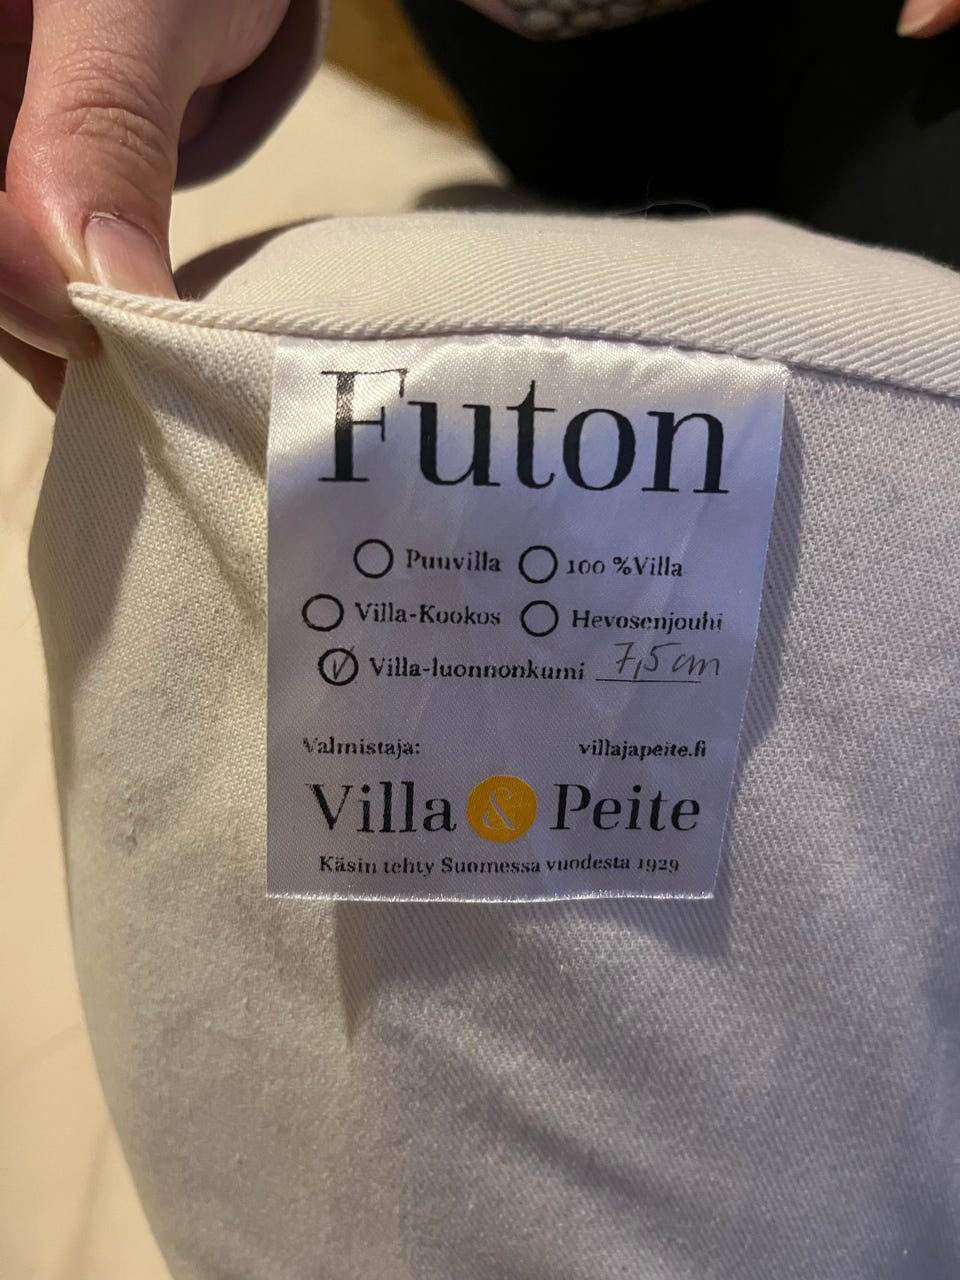 Futon
Puuvilla 100 %Villa
Villa-Kookos Hevosenjouhi
Villa-luonnonkumi 7,5 cm
Valmistaja: villajapeite.fi
Villa & Peite
Käsin tehty Suomessa vuodesta 1929